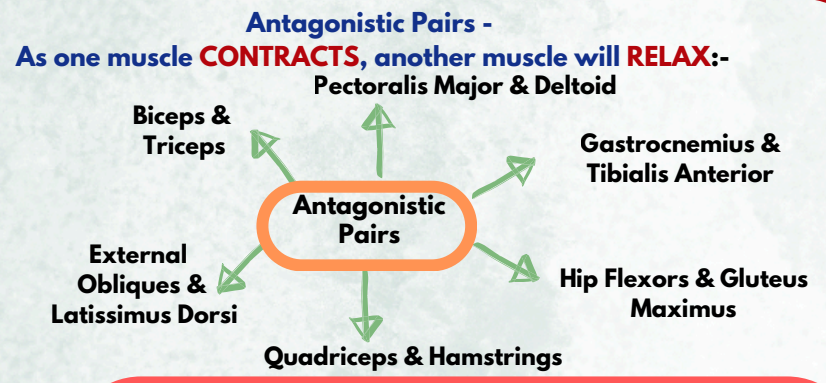 Antagonistic Pairs -
As one muscle CONTRACTS, another muscle will RELAX:-
Pectoralis Major & Deltoid
Biceps &
Triceps
Gastrocnemius &
Tibialis Anterior
Antagonistic
Pairs
External
Obliques &
Latissimus Dorsi
Hip Flexors & Gluteus
Maximus
Quadriceps & Hamstrings